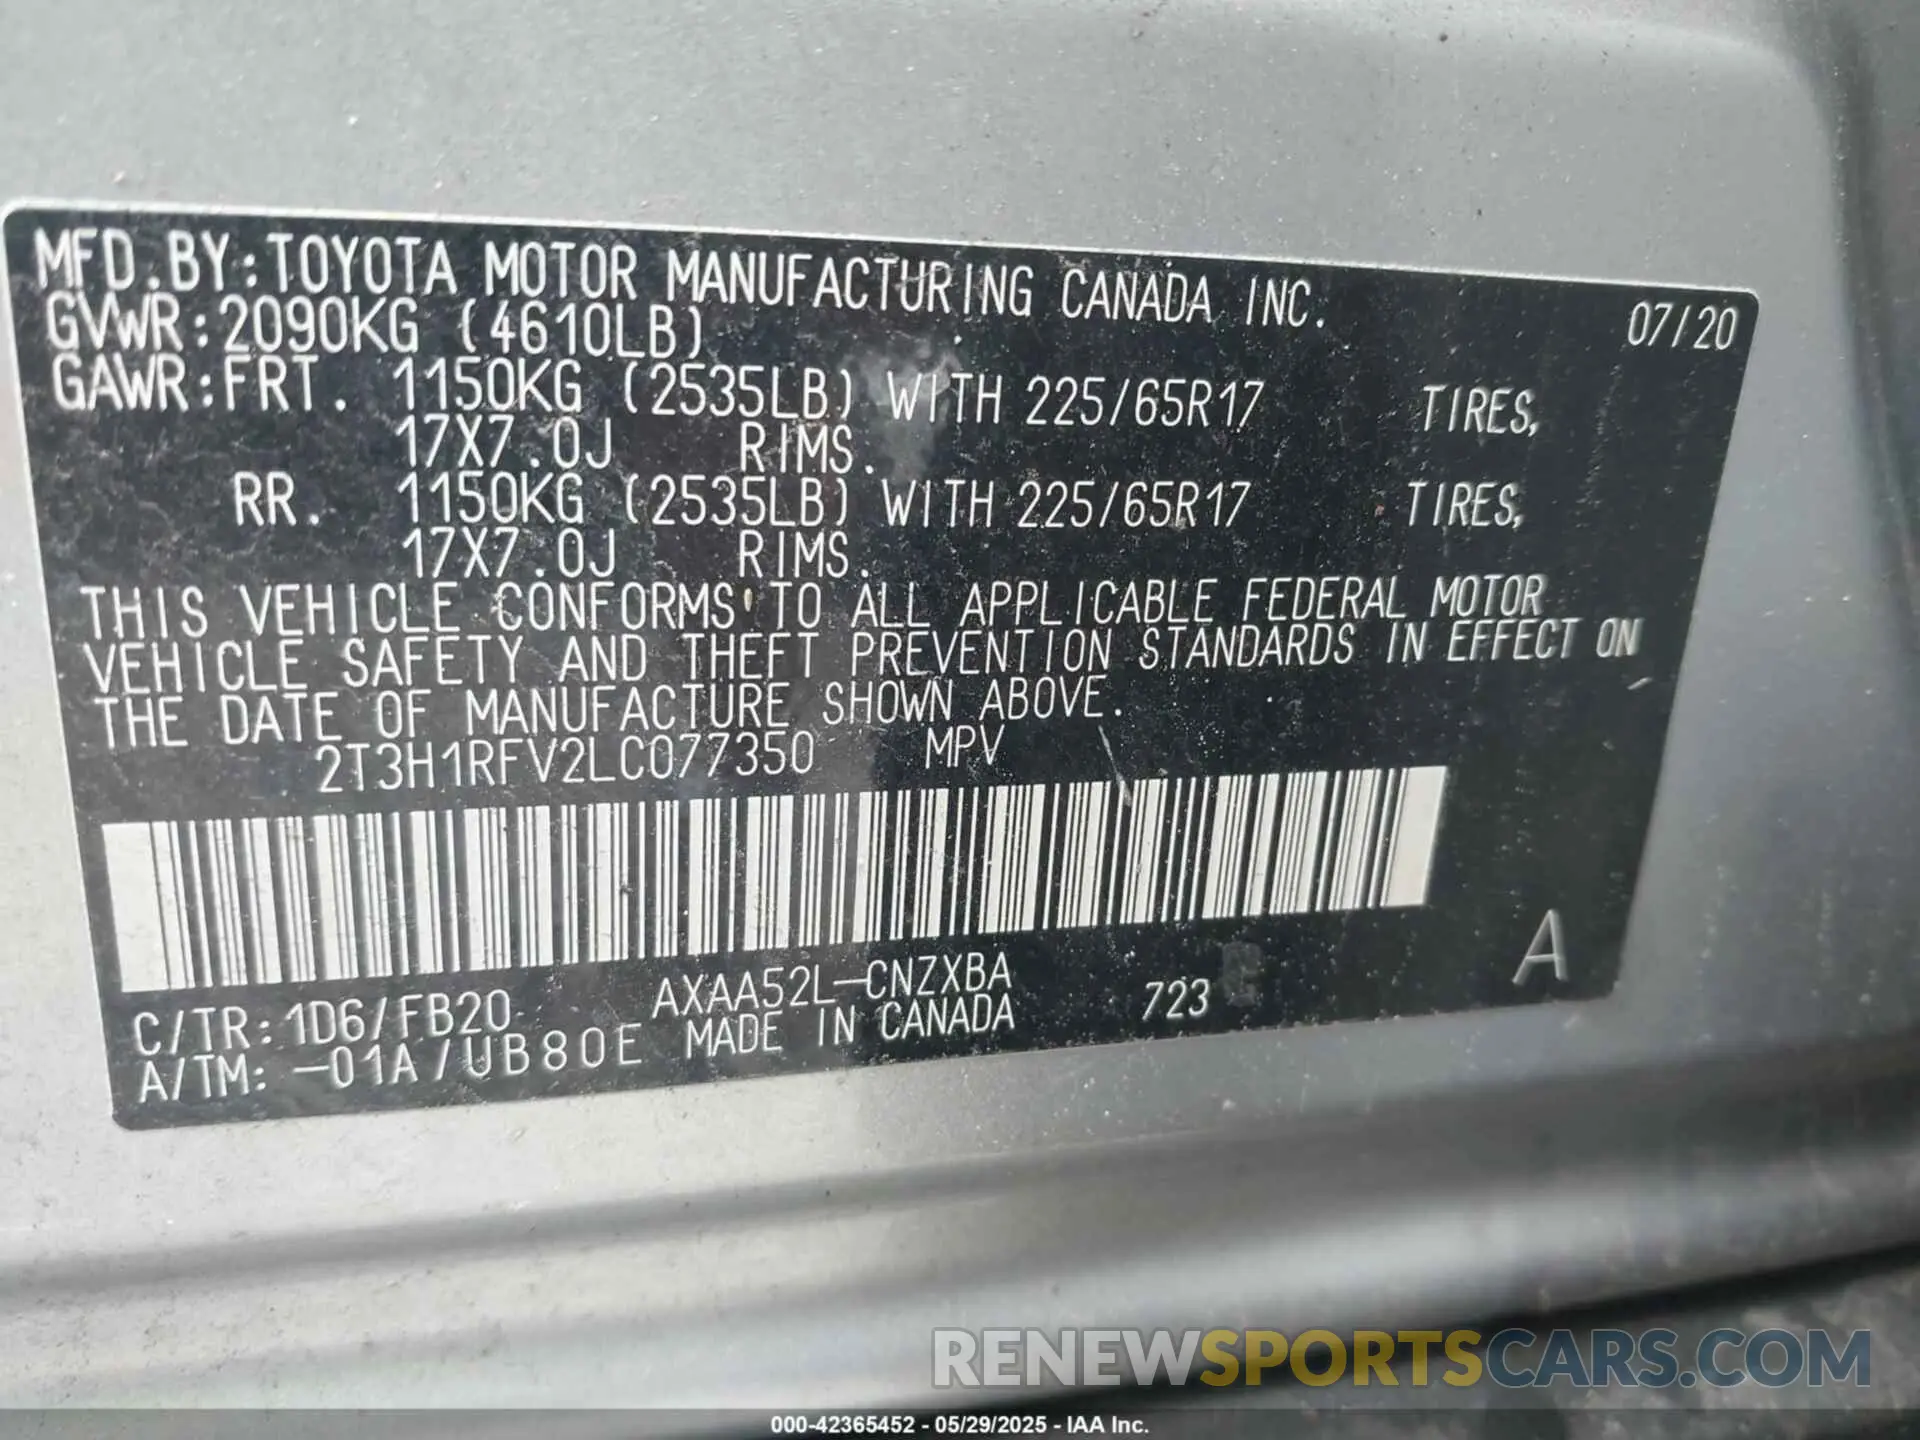 MFD.BY:TOYOTA MOTOR MANUFACTURING CANADA INC. 07/20
GVWR:2090KG (4610LB)
GAWR:FRT. 1150KG (2535LB) WITH 225/65R17 TIRES,
17X7.0J RIMS.
RR. 1150KG (2535LB) WITH 225/65R17 TIRES,
17X7.0J RIMS.
THIS VEHICLE CONFORMS TO ALL APPLICABLE FEDERAL MOTOR
VEHICLE SAFETY AND THEFT PREVENTION STANDARDS IN EFFECT ON
THE DATE OF MANUFACTURE SHOWN ABOVE.
2T3H1RFV2LC077350 MPV
A
C/TR:1D6/FB20 AXAA52L-CNZXBA 723
A/TM:-01A/UB80E MADE IN CANADA
RENEWSPORTSCARS.COM
000-42365452 - 05/29/2025 - IAA Inc.